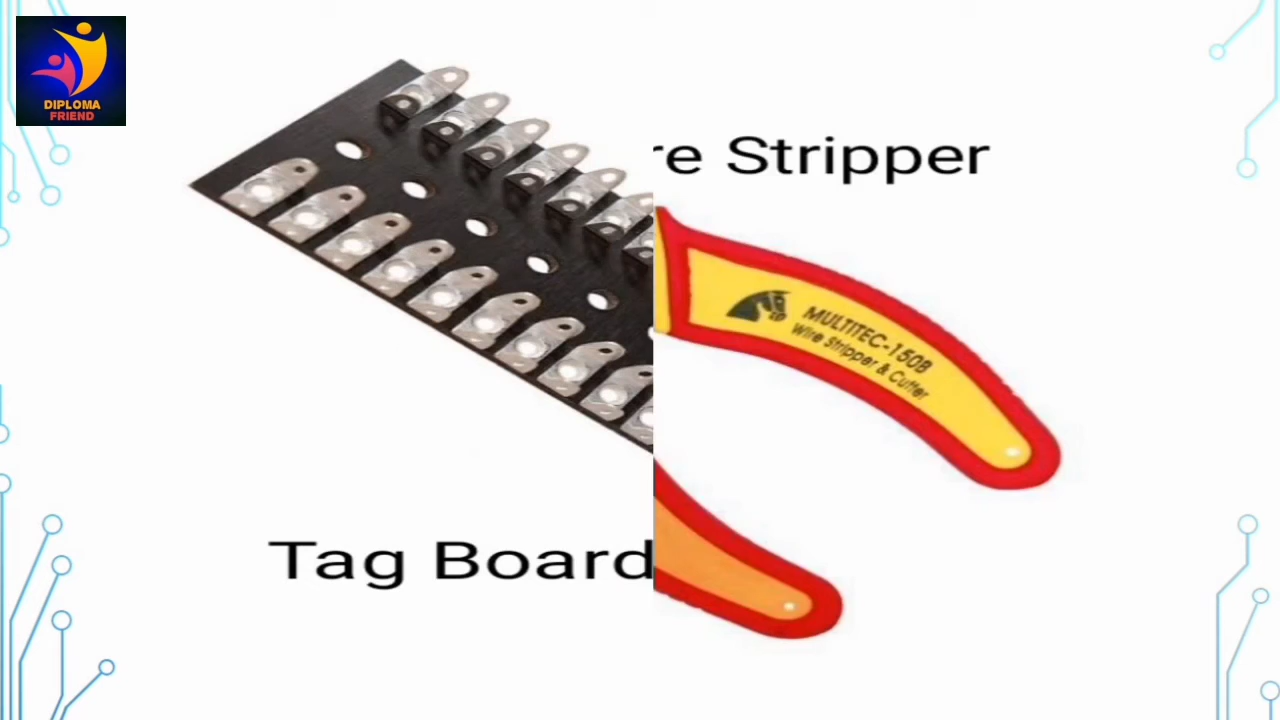 DIPLOMA
FRIEND
re Stripper
MULTITEC-150B
Wire Stripper & Cutter
Tag Board